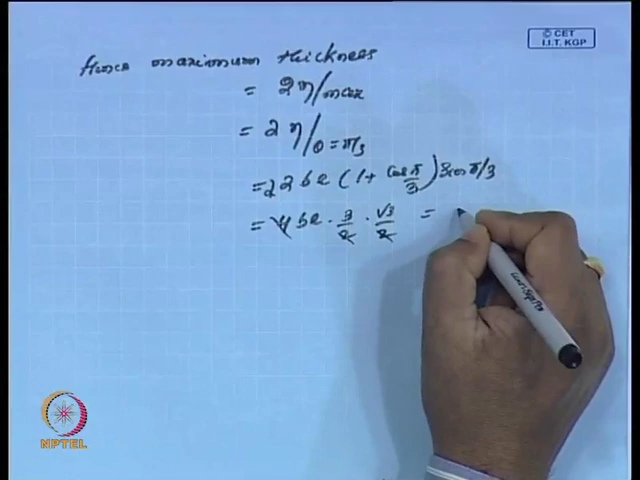 © CET
I.I.T. KGP
Hence maximum thickness
= 2η/max
= 2 η/θ = π/3
= 2 2 b e (1 + cos π/3) sin π/3
= 4 b e · 3/2 · √3/2 =
NPTEL